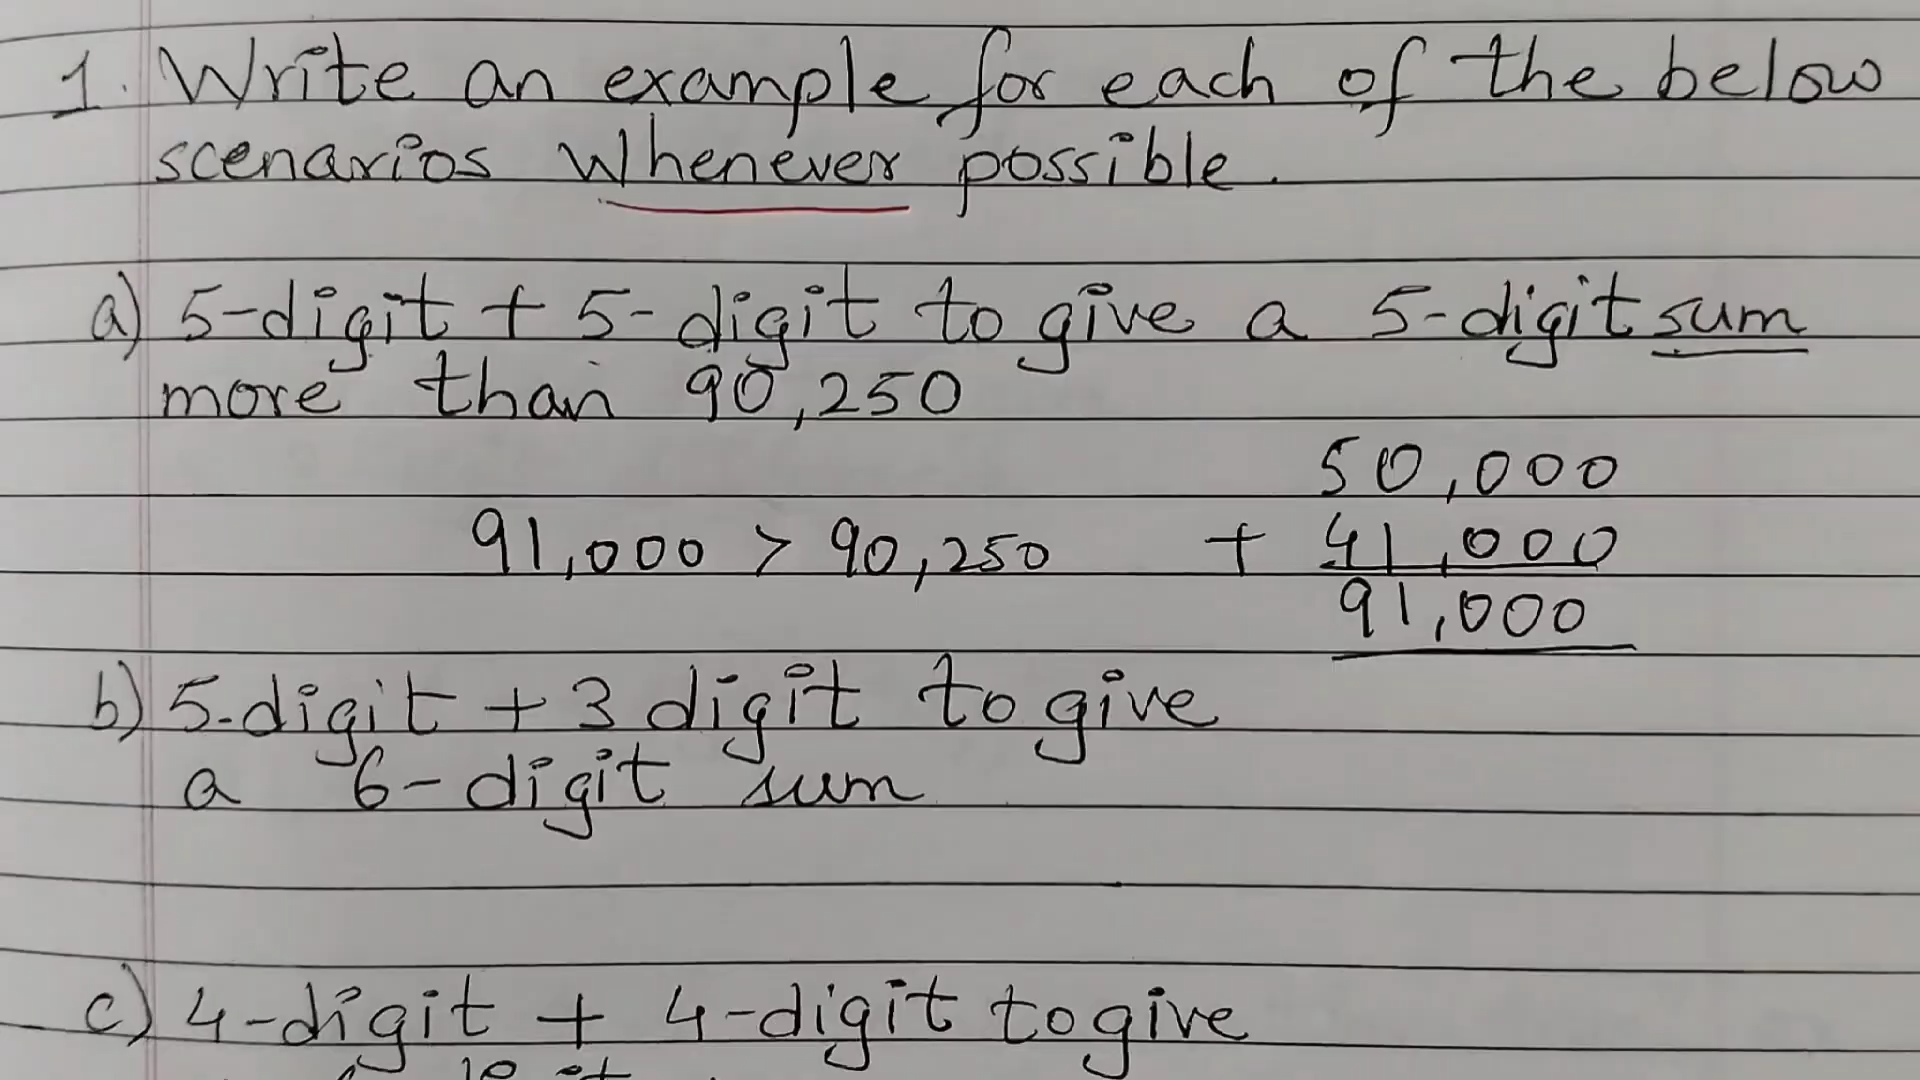 1. Write an example for each of the below
scenarios whenever possible.
a) 5-digit + 5-digit to give a 5-digit sum
more than 90,250
50,000
91,000 > 90,250 + 41,000
91,000
b) 5-digit + 3 digit to give
a 6-digit sum
c) 4-digit + 4-digit to give